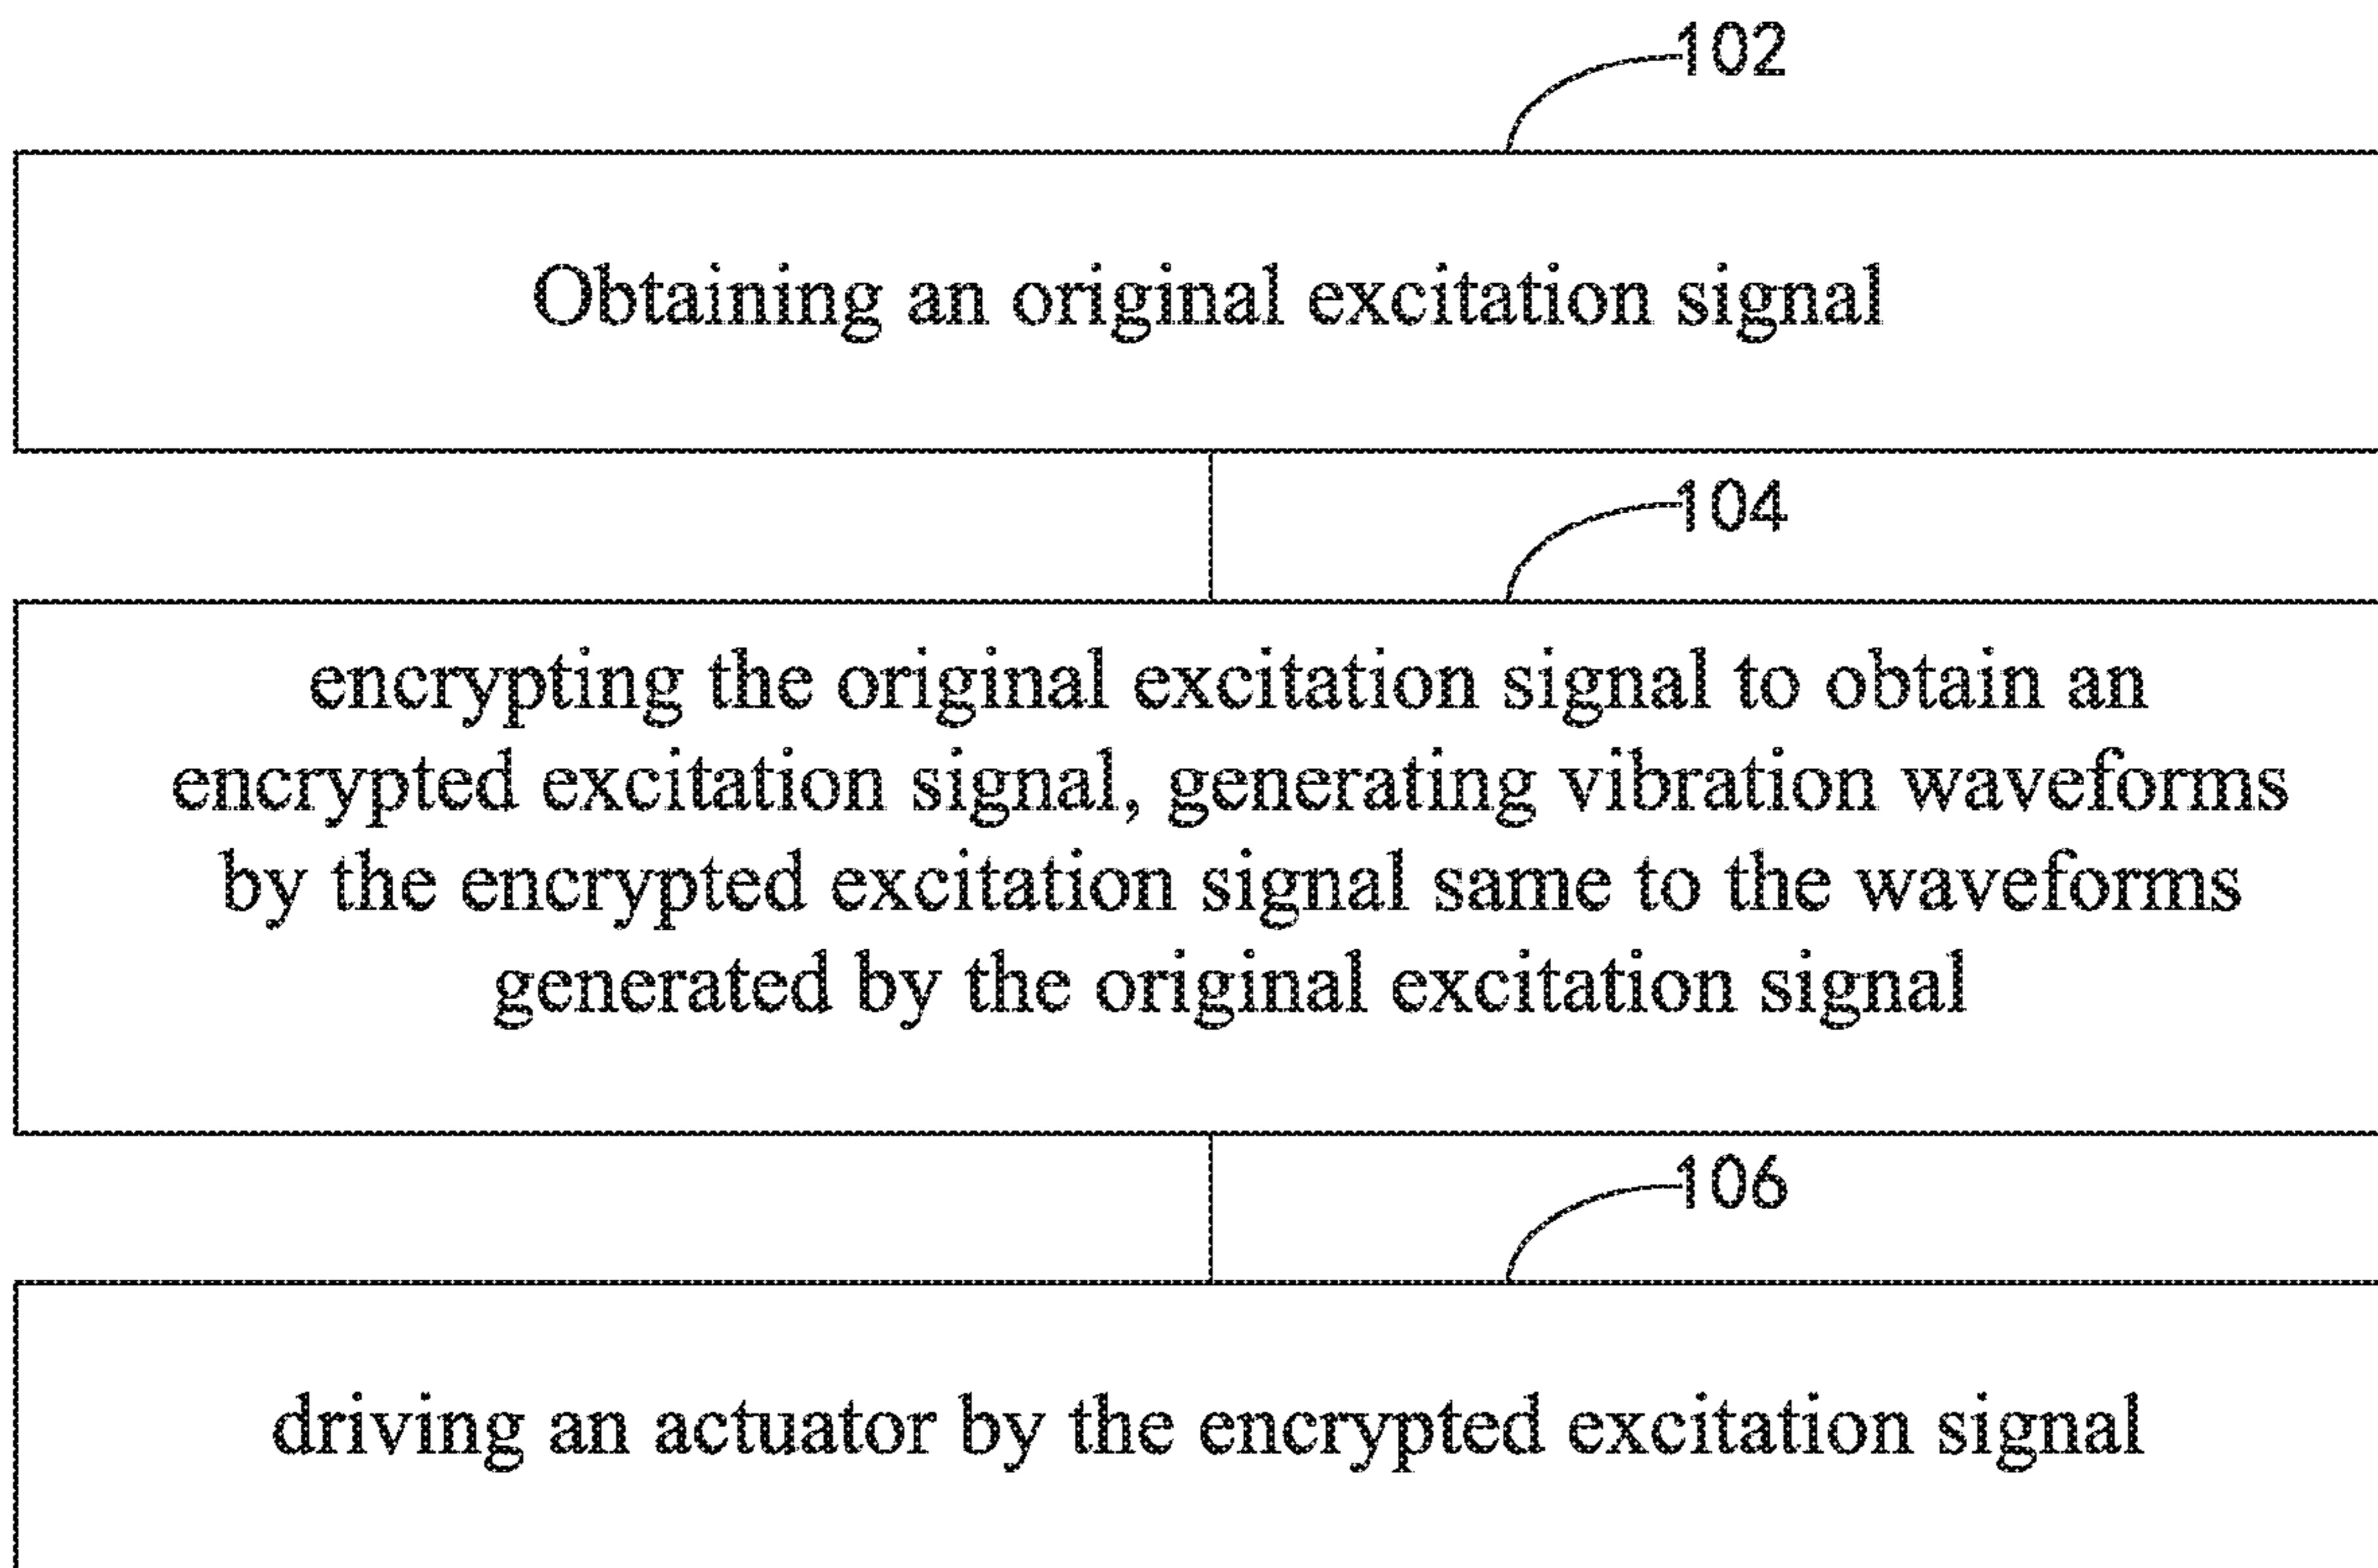 102
Obtaining an original excitation signal
104
encrypting the original excitation signal to obtain an
encrypted excitation signal, generating vibration waveforms
by the encrypted excitation signal same to the waveforms
generated by the original excitation signal
106
driving an actuator by the encrypted excitation signal